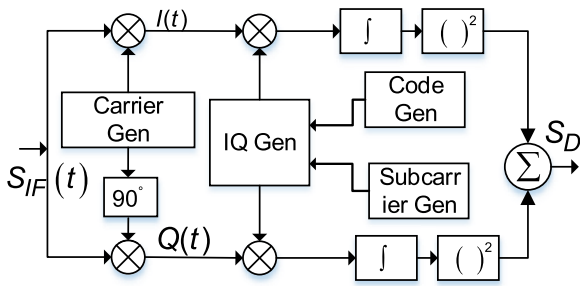 I(t)
∫
( )²
Code
Gen
Carrier
Gen
IQ Gen
S_D
S_IF(t)
Σ
90°
Subcarr
ier Gen
Q(t)
∫
( )²